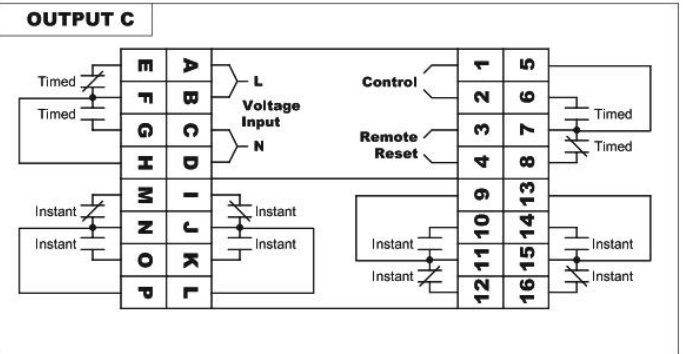 OUTPUT C
E A
Timed
L
F B
Timed
Voltage
Input
G C
N
H D
M I
Instant Instant
N J
Instant Instant
O K
P L
1 5
Control
2 6
Timed
3 7
Remote
Reset
Timed
4 8
9 13
10 14
Instant Instant
11 15
Instant Instant
12 16